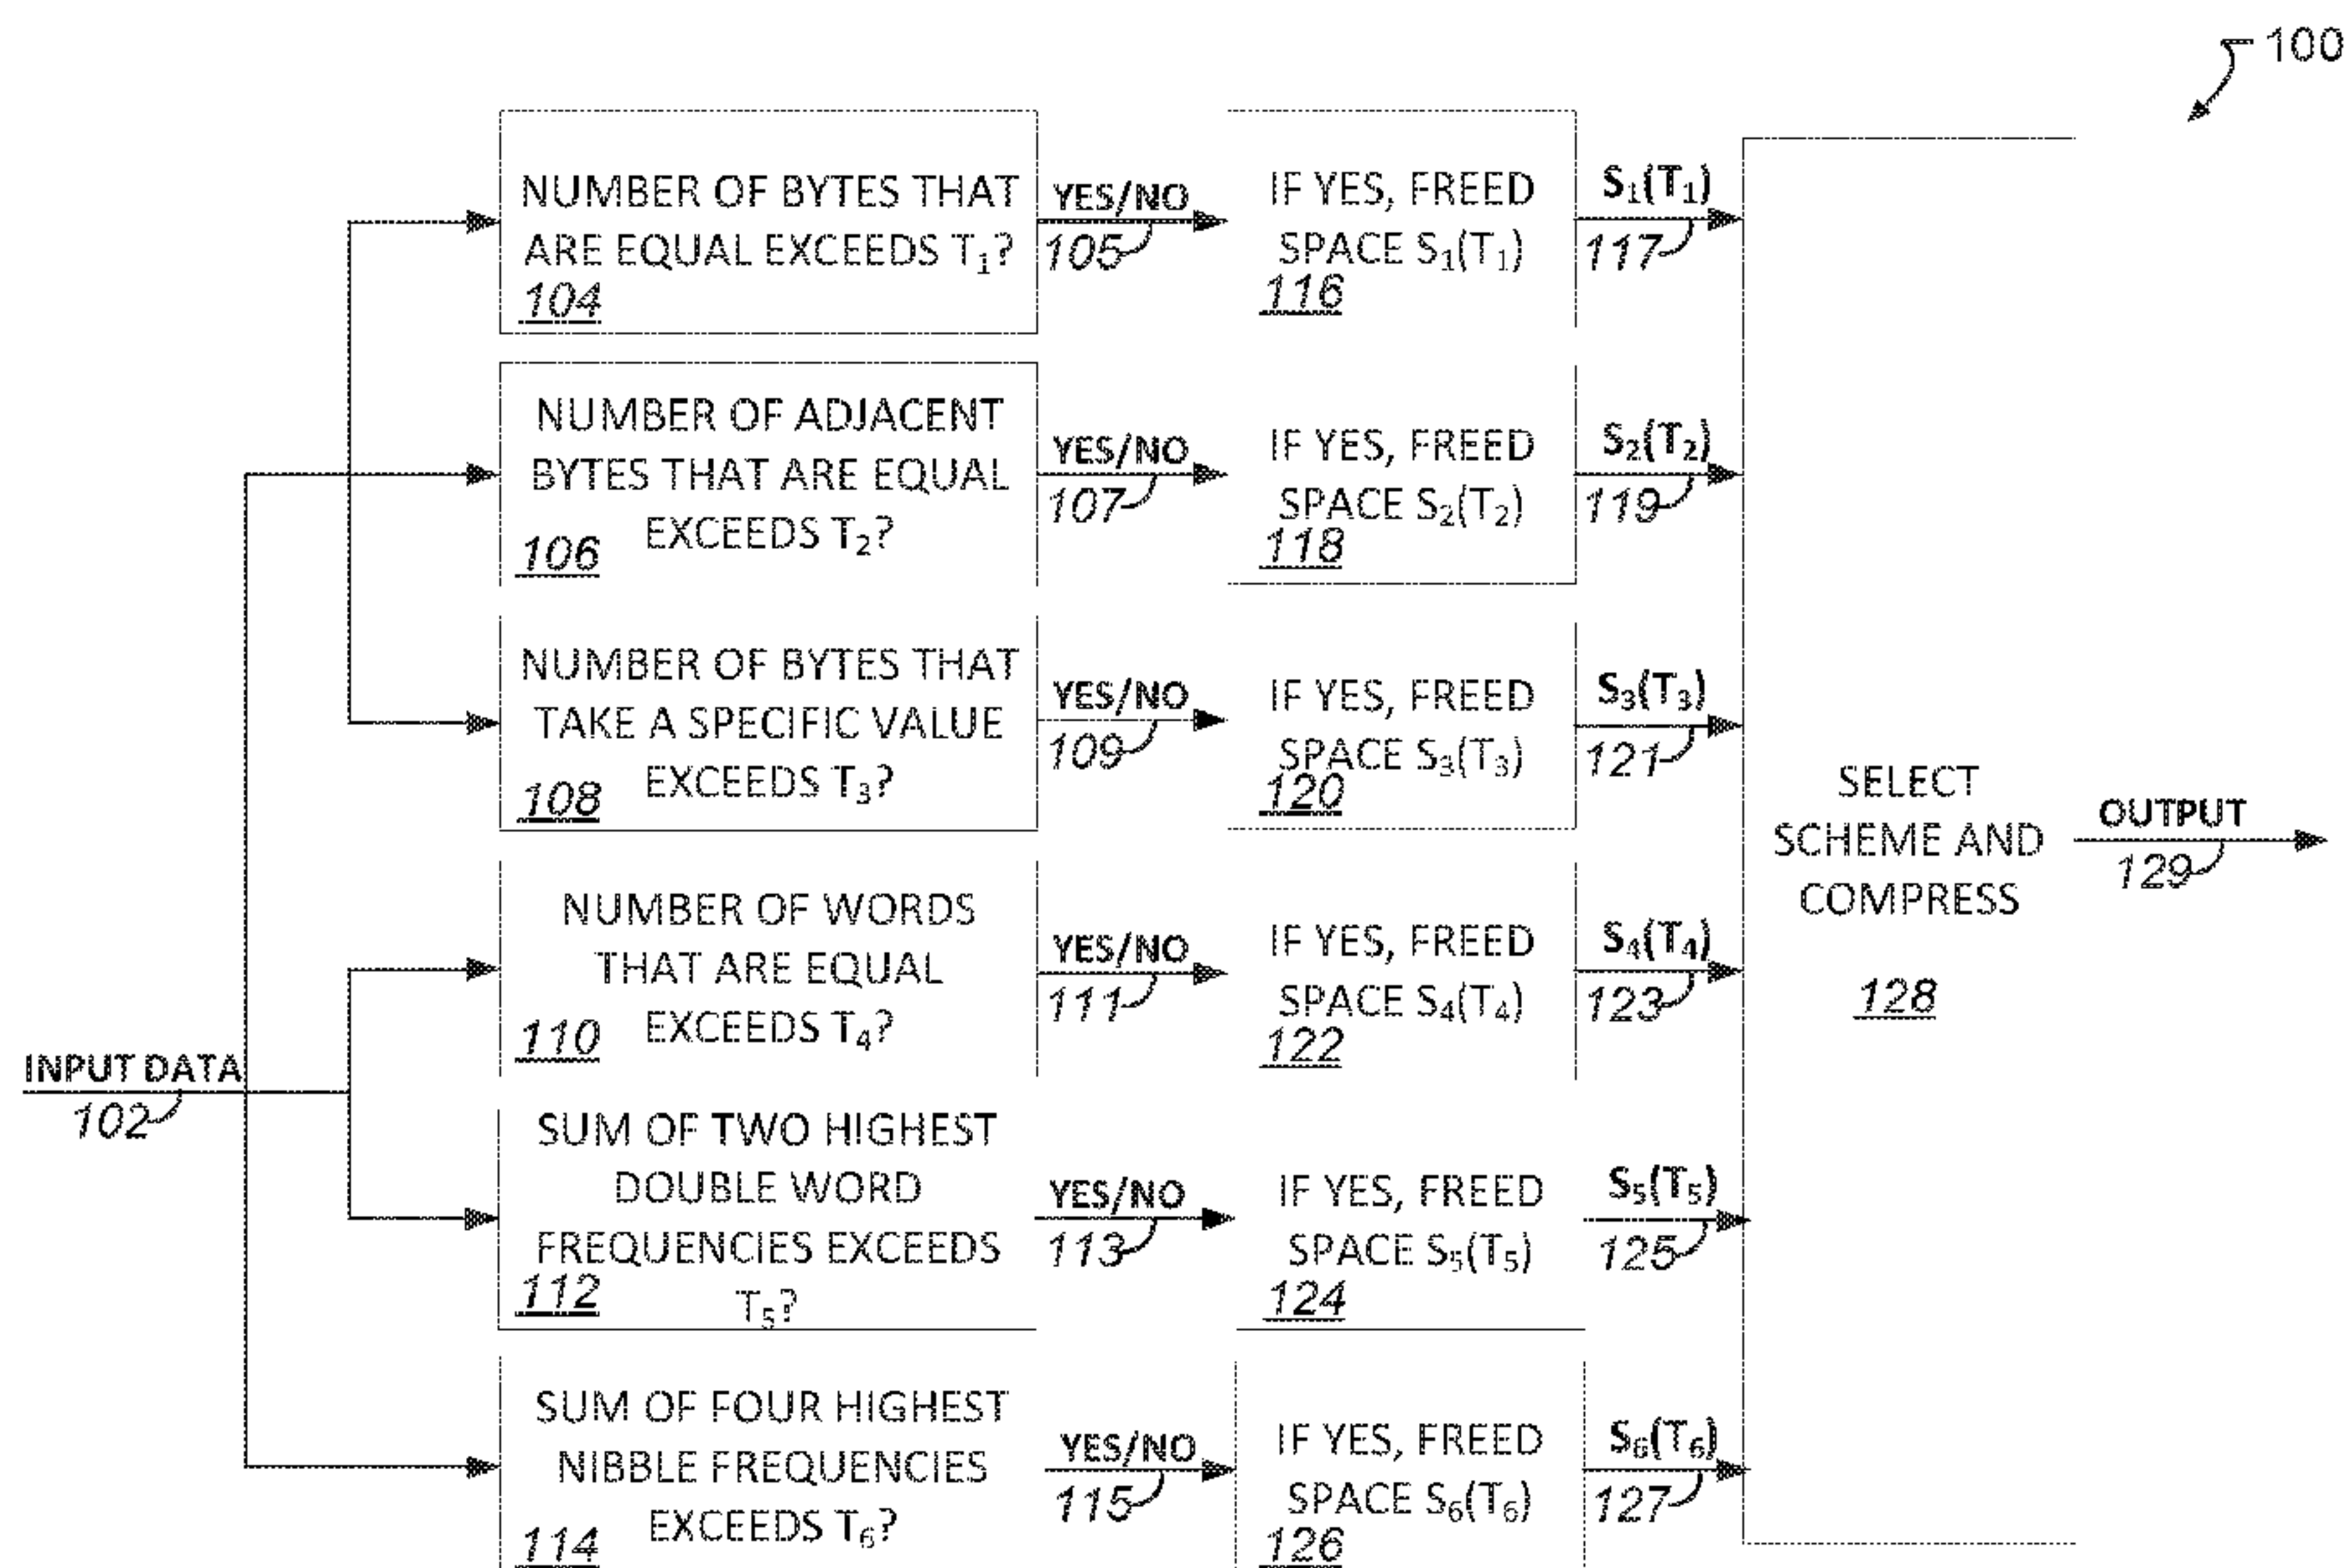 100
NUMBER OF BYTES THAT
ARE EQUAL EXCEEDS T1?
104
YES/NO
105
IF YES, FREED
SPACE S1(T1)
116
S1(T1)
117
NUMBER OF ADJACENT
BYTES THAT ARE EQUAL
EXCEEDS T2?
106
YES/NO
107
IF YES, FREED
SPACE S2(T2)
118
S2(T2)
119
NUMBER OF BYTES THAT
TAKE A SPECIFIC VALUE
EXCEEDS T3?
108
YES/NO
109
IF YES, FREED
SPACE S3(T3)
120
S3(T3)
121
NUMBER OF WORDS
THAT ARE EQUAL
EXCEEDS T4?
110
YES/NO
111
IF YES, FREED
SPACE S4(T4)
122
S4(T4)
123
INPUT DATA
102
SUM OF TWO HIGHEST
DOUBLE WORD
FREQUENCIES EXCEEDS
T5?
112
YES/NO
113
IF YES, FREED
SPACE S5(T5)
124
S5(T5)
125
SUM OF FOUR HIGHEST
NIBBLE FREQUENCIES
EXCEEDS T6?
114
YES/NO
115
IF YES, FREED
SPACE S6(T6)
126
S6(T6)
127
SELECT
SCHEME AND
COMPRESS
128
OUTPUT
129